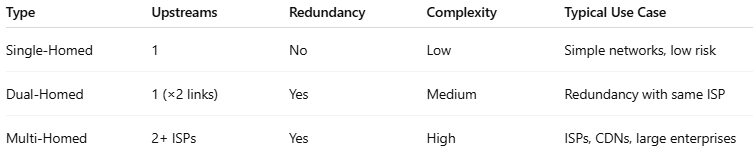 Type Upstreams Redundancy Complexity Typical Use Case
Single-Homed 1 No Low Simple networks, low risk
Dual-Homed 1 (×2 links) Yes Medium Redundancy with same ISP
Multi-Homed 2+ ISPs Yes High ISPs, CDNs, large enterprises